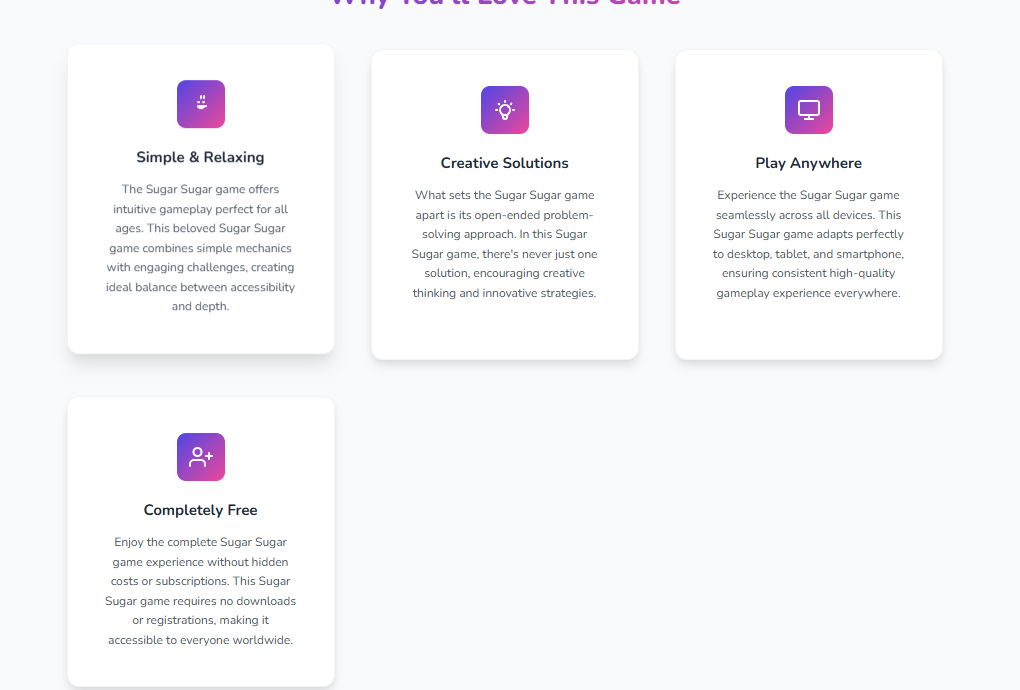 Why You'll Love This Game
Simple & Relaxing
The Sugar Sugar game offers
intuitive gameplay perfect for all
ages. This beloved Sugar Sugar
game combines simple mechanics
with engaging challenges, creating
ideal balance between accessibility
and depth.
Creative Solutions
What sets the Sugar Sugar game
apart is its open-ended problem-
solving approach. In this Sugar
Sugar game, there's never just one
solution, encouraging creative
thinking and innovative strategies.
Play Anywhere
Experience the Sugar Sugar game
seamlessly across all devices. This
Sugar Sugar game adapts perfectly
to desktop, tablet, and smartphone,
ensuring consistent high-quality
gameplay experience everywhere.
Completely Free
Enjoy the complete Sugar Sugar
game experience without hidden
costs or subscriptions. This Sugar
Sugar game requires no downloads
or registrations, making it
accessible to everyone worldwide.